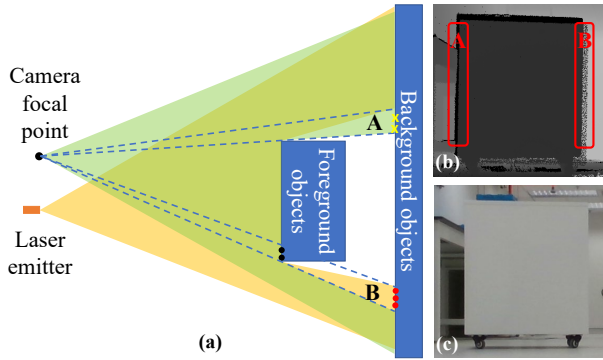 Camera
focal
point
Laser
emitter
A
B
Foreground
objects
Background objects
(a)
A
B
(b)
(c)